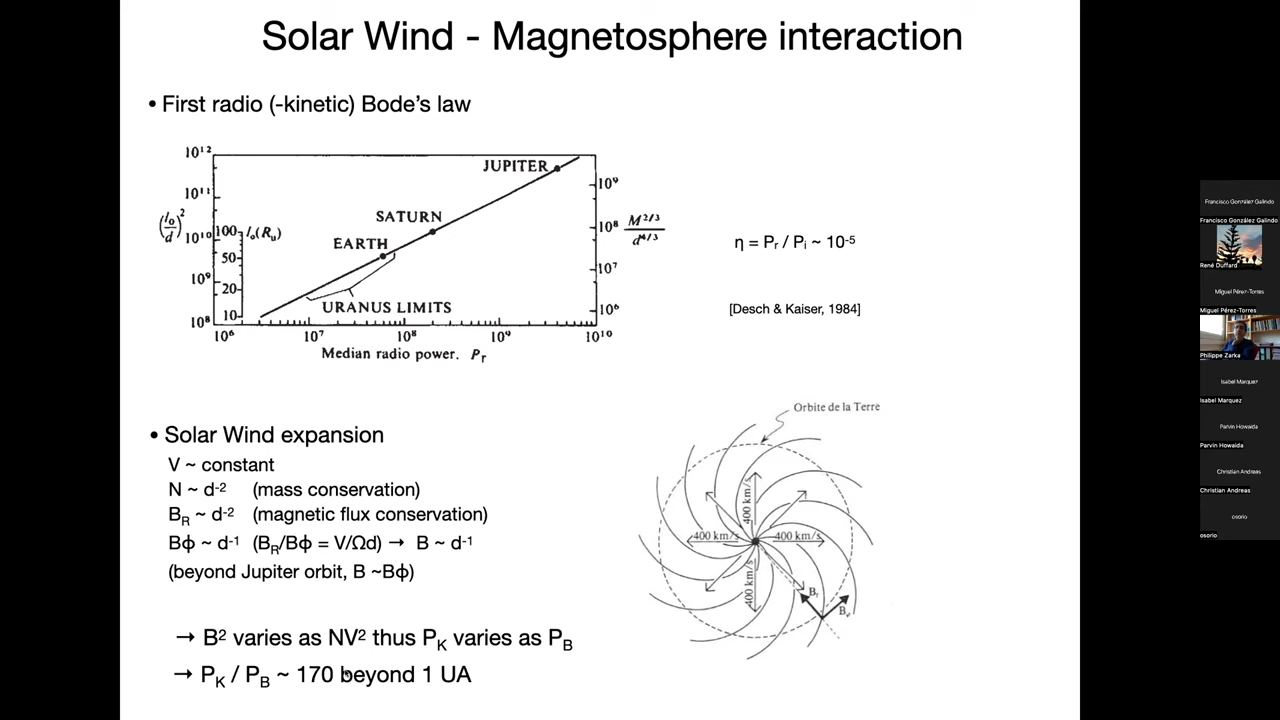 Solar Wind - Magnetosphere interaction
• First radio (-kinetic) Bode's law
10¹²
10¹¹
10¹⁰
10⁹
10⁸
(l₀/d)²
100
50
20
10
l₀(Rᵤ)
JUPITER
SATURN
EARTH
URANUS LIMITS
10⁹
10⁸
10⁷
10⁶
M²ᐟ³
d⁴ᐟ³
10⁶
10⁷
10⁸
10⁹
10¹⁰
Median radio power. Pᵣ
η = Pᵣ / Pᵢ ~ 10⁻⁵
[Desch & Kaiser, 1984]
• Solar Wind expansion
V ~ constant
N ~ d⁻² (mass conservation)
B_R ~ d⁻² (magnetic flux conservation)
Bϕ ~ d⁻¹ (B_R/Bϕ = V/Ωd) → B ~ d⁻¹
(beyond Jupiter orbit, B ~Bϕ)
→ B² varies as NV² thus P_K varies as P_B
→ P_K / P_B ~ 170 beyond 1 UA
Orbite de la Terre
400 km/s
400 km/s
400 km/s
400 km/s
Bᵣ
Francisco González Galindo
Francisco González Galindo
René Duffard
Miguel Pérez-Torres
Miguel Pérez-Torres
Philippe Zarka
Isabel Marquez
Isabel Marquez
Parvin Howaida
Parvin Howaida
Christian Andreas
Christian Andreas
osorio
osorio